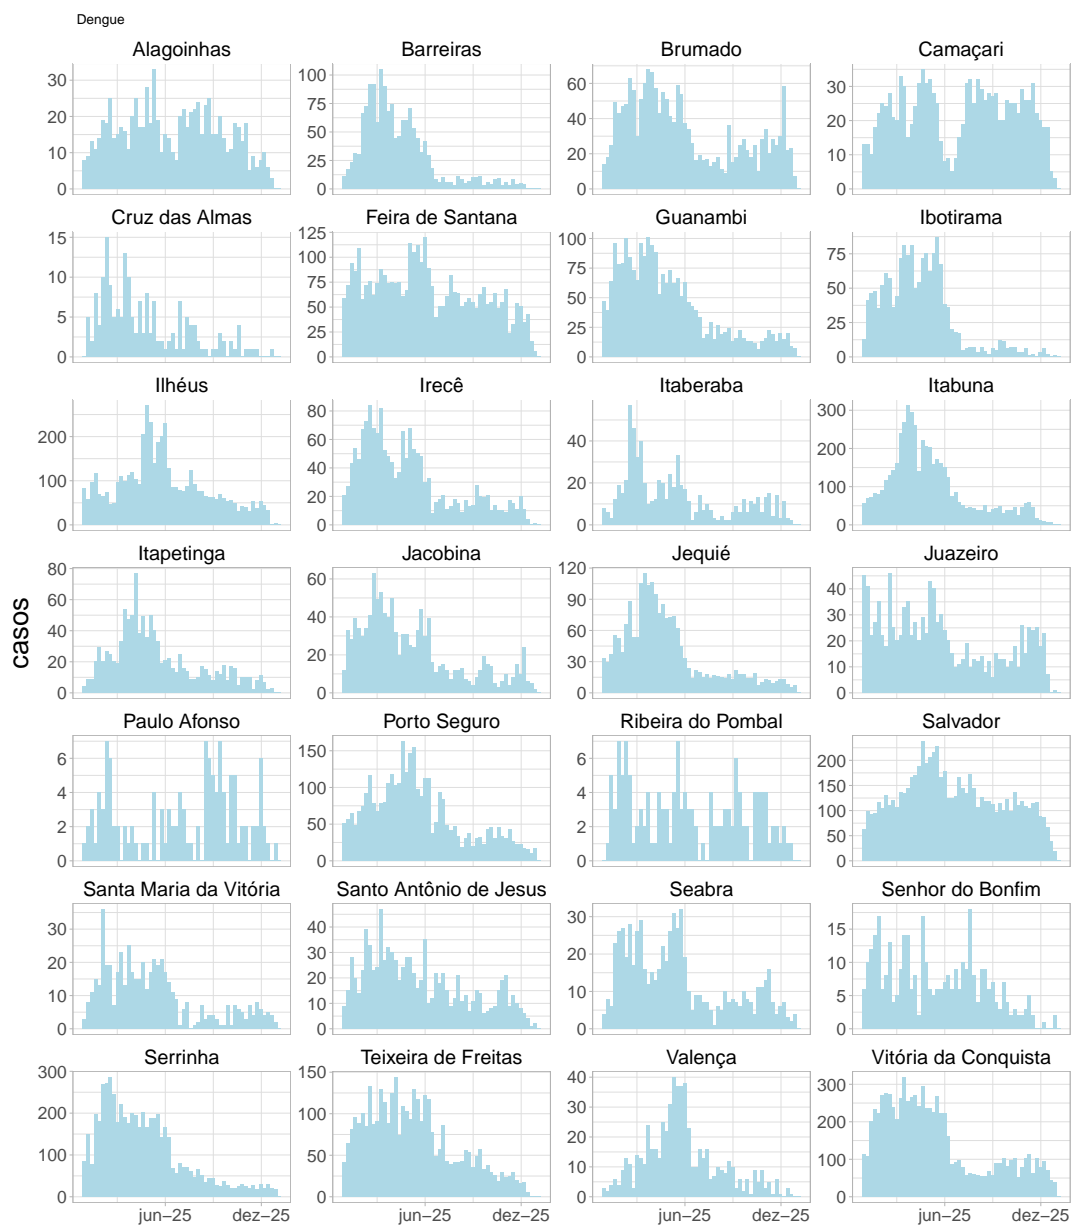 Dengue
Alagoinhas Barreiras Brumado Camaçari
30 20 10 0
100 75 50 25 0
60 40 20 0
30 20 10 0
Cruz das Almas Feira de Santana Guanambi Ibotirama
15 10 5 0
125 100 75 50 25 0
100 75 50 25 0
75 50 25 0
Ilhéus Irecê Itaberaba Itabuna
200 100 0
80 60 40 20 0
40 20 0
300 200 100 0
Itapetinga Jacobina Jequié Juazeiro
80 60 40 20 0
60 40 20 0
120 90 60 30 0
40 30 20 10 0
casos
Paulo Afonso Porto Seguro Ribeira do Pombal Salvador
6 4 2 0
150 100 50 0
6 4 2 0
200 150 100 50 0
Santa Maria da Vitória Santo Antônio de Jesus Seabra Senhor do Bonfim
30 20 10 0
40 30 20 10 0
30 20 10 0
15 10 5 0
Serrinha Teixeira de Freitas Valença Vitória da Conquista
300 200 100 0
150 100 50 0
40 30 20 10 0
300 200 100 0
jun–25 dez–25 jun–25 dez–25 jun–25 dez–25 jun–25 dez–25